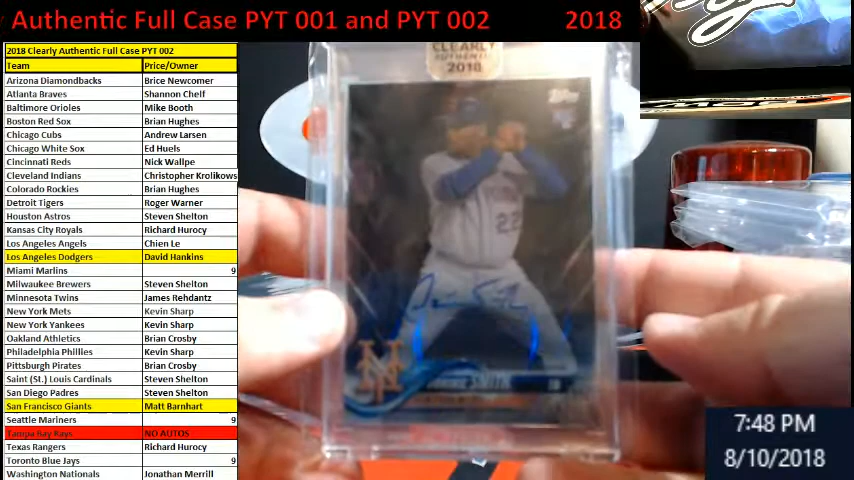 Authentic Full Case PYT 001 and PYT 002 2018
2018 Clearly Authentic Full Case PYT 002
Team Price/Owner
Arizona Diamondbacks Brice Newcomer
Atlanta Braves Shannon Chelf
Baltimore Orioles Mike Booth
Boston Red Sox Brian Hughes
Chicago Cubs Andrew Larsen
Chicago White Sox Ed Huels
Cincinnati Reds Nick Wallpe
Cleveland Indians Christopher Krolikows
Colorado Rockies Brian Hughes
Detroit Tigers Roger Warner
Houston Astros Steven Shelton
Kansas City Royals Richard Hurocy
Los Angeles Angels Chien Le
Los Angeles Dodgers David Hankins
Miami Marlins 9
Milwaukee Brewers Steven Shelton
Minnesota Twins James Rehdantz
New York Mets Kevin Sharp
New York Yankees Kevin Sharp
Oakland Athletics Brian Crosby
Philadelphia Phillies Kevin Sharp
Pittsburgh Pirates Brian Crosby
Saint (St.) Louis Cardinals Steven Shelton
San Diego Padres Steven Shelton
San Francisco Giants Matt Barnhart
Seattle Mariners 9
Tampa Bay Rays NO AUTOS
Texas Rangers Richard Hurocy
Toronto Blue Jays 9
Washington Nationals Jonathan Merrill
CLEARLY
AUTHENTIC
2018
Topps
22
NY
SMITH
7:48 PM
8/10/2018